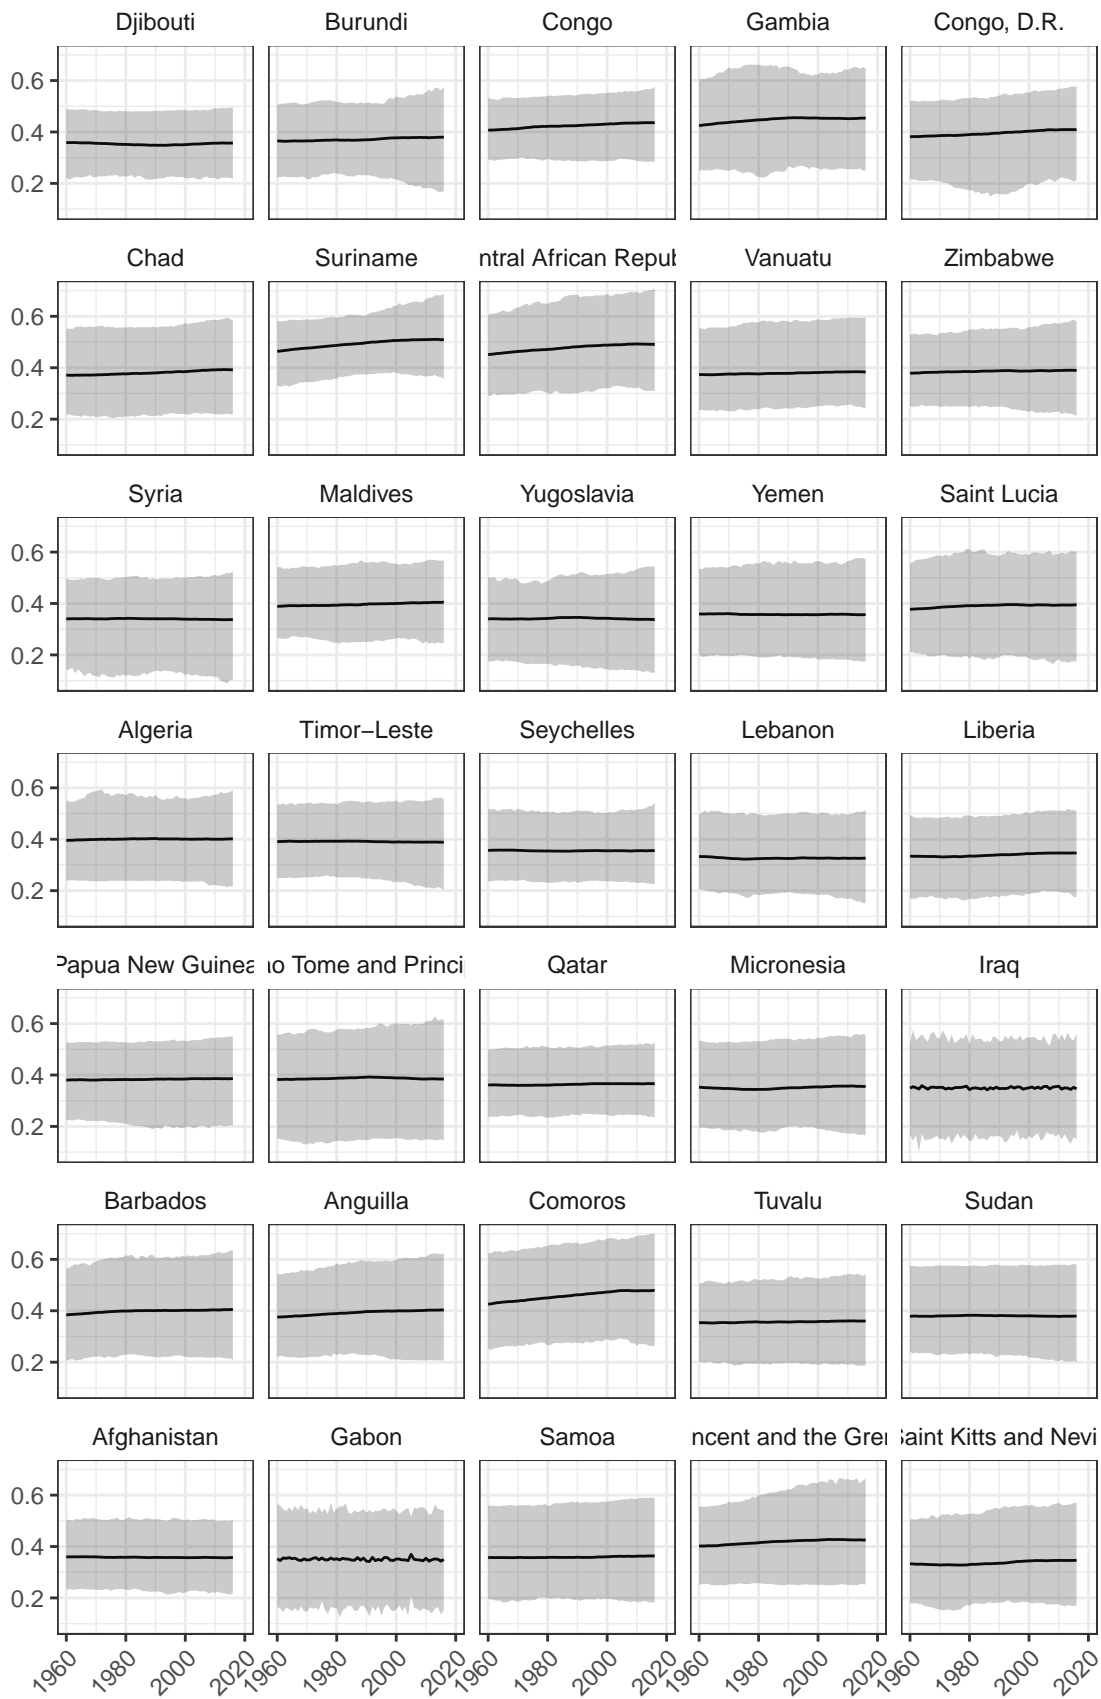 Djibouti Burundi Congo Gambia Congo, D.R.
0.6
0.4
0.2
Chad Suriname ntral African Repub Vanuatu Zimbabwe
0.6
0.4
0.2
Syria Maldives Yugoslavia Yemen Saint Lucia
0.6
0.4
0.2
Algeria Timor−Leste Seychelles Lebanon Liberia
0.6
0.4
0.2
Papua New Guinea ao Tome and Princi Qatar Micronesia Iraq
0.6
0.4
0.2
Barbados Anguilla Comoros Tuvalu Sudan
0.6
0.4
0.2
Afghanistan Gabon Samoa ncent and the Gren Saint Kitts and Nevi
0.6
0.4
0.2
1960 1980 2000 2020 1960 1980 2000 2020 1960 1980 2000 2020 1960 1980 2000 2020 1960 1980 2000 2020